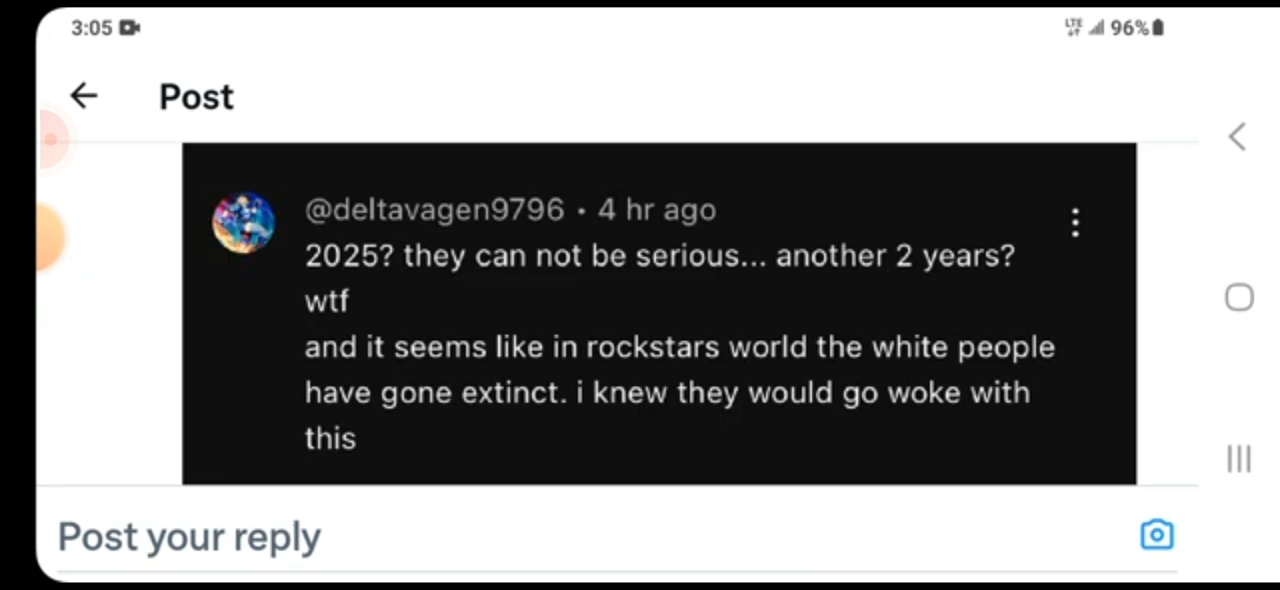 3:05 LTE 96%
Post
@deltavagen9796 • 4 hr ago
2025? they can not be serious... another 2 years?
wtf
and it seems like in rockstars world the white people
have gone extinct. i knew they would go woke with
this
Post your reply